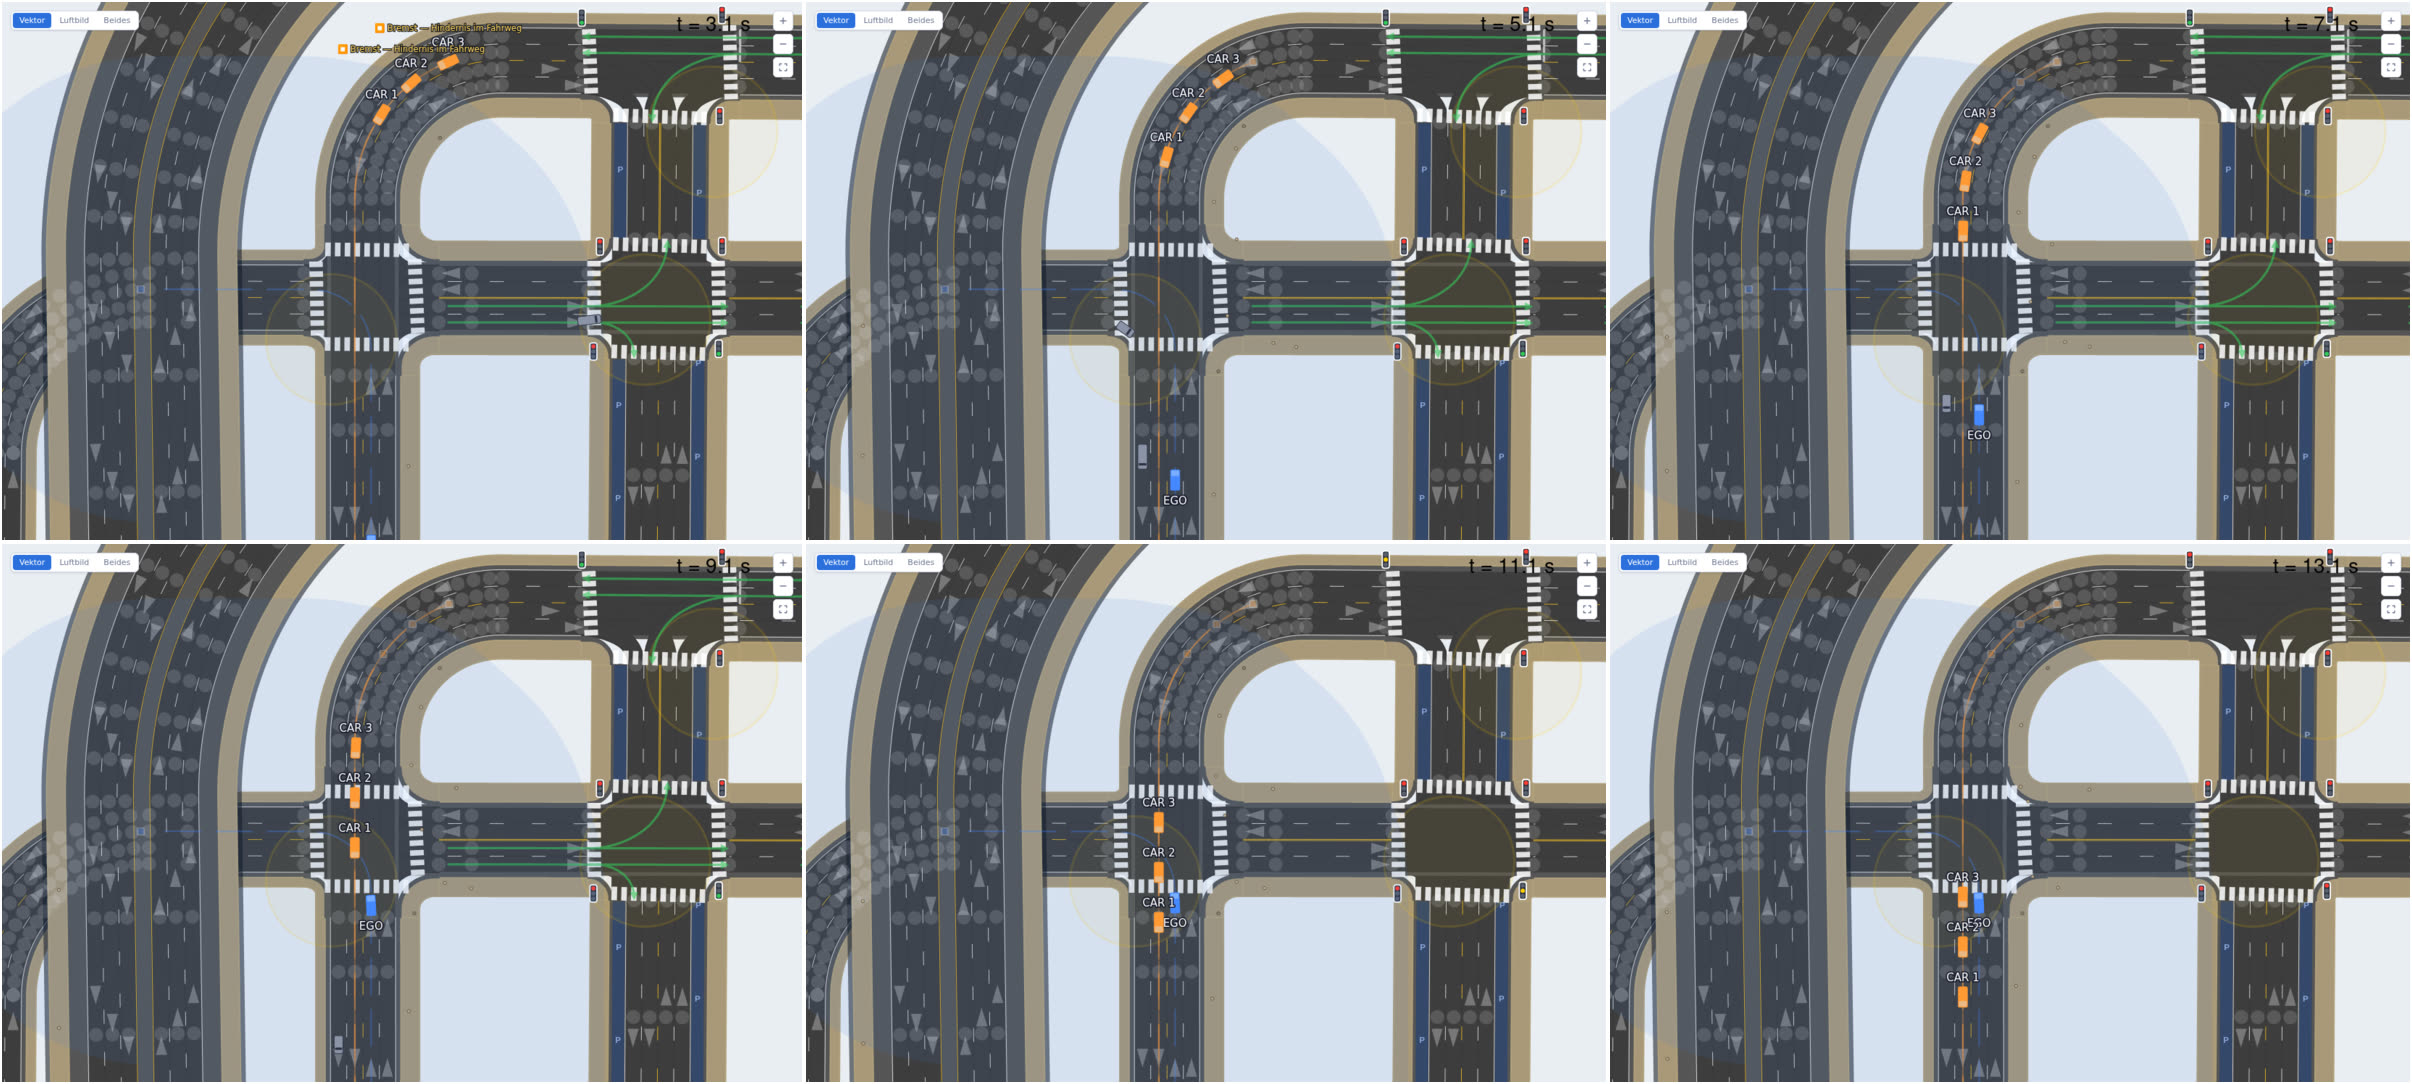 Vektor Luftbild Beides
t = 3.1 s
+
−
Bremst — Hindernis im Fahrweg
Bremst — Hindernis im Fahrweg
CAR 3
CAR 2
CAR 1
P
P
P
P
P
P
Vektor Luftbild Beides
t = 5.1 s
+
−
CAR 3
CAR 2
CAR 1
P
P
P
P
P
P
EGO
Vektor Luftbild Beides
t = 7.1 s
+
−
CAR 3
CAR 2
CAR 1
P
P
P
P
P
P
EGO
Vektor Luftbild Beides
t = 9.1 s
+
−
CAR 3
CAR 2
CAR 1
EGO
P
P
P
P
P
P
Vektor Luftbild Beides
t = 11.1 s
+
−
CAR 3
CAR 2
CAR 1
EGO
P
P
P
P
P
P
Vektor Luftbild Beides
t = 13.1 s
+
−
CAR 3
EGO
CAR 2
CAR 1
P
P
P
P
P
P